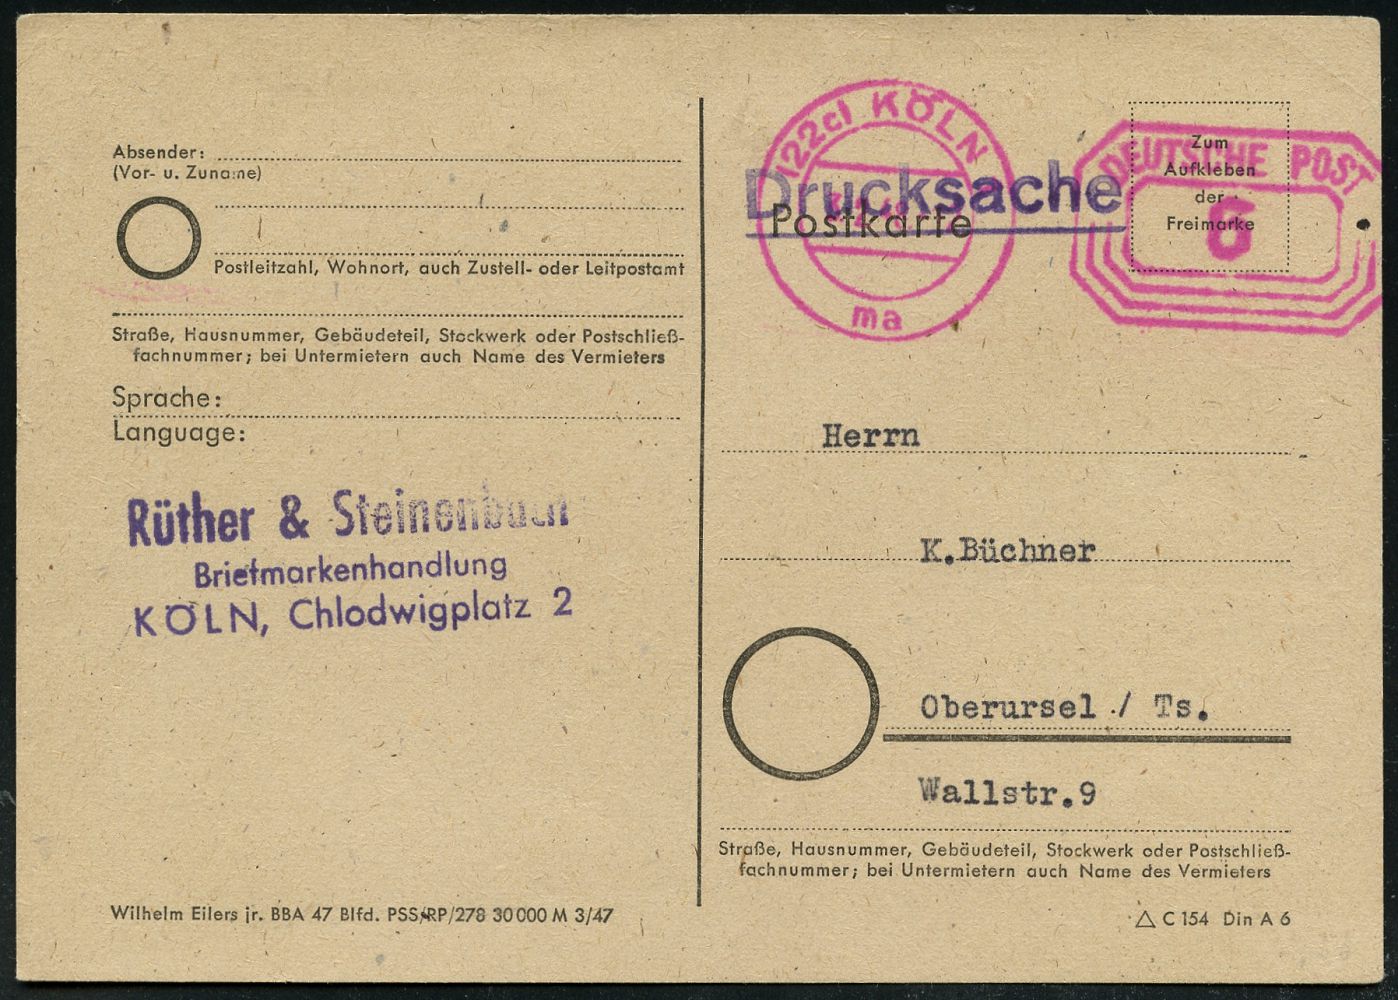 Absender:
(Vor- u. Zuname)
Postleitzahl, Wohnort, auch Zustell- oder Leitpostamt
Straße, Hausnummer, Gebäudeteil, Stockwerk oder Postschließ-
fachnummer; bei Untermietern auch Name des Vermieters
Sprache:
Language:
Rüther & Steinenbach
Briefmarkenhandlung
KÖLN, Chlodwigplatz 2
Wilhelm Eilers jr. BBA 47 Blfd. PSS/RP/278 30 000 M 3/47
(22c) KÖLN
ma
Drucksache
Postkarte
DEUTSCHE POST
6
Zum
Aufkleben
der
Freimarke
Herrn
K.Büchner
Oberursel / Ts.
Wallstr.9
Straße, Hausnummer, Gebäudeteil, Stockwerk oder Postschließ-
fachnummer; bei Untermietern auch Name des Vermieters
△ C 154 Din A 6